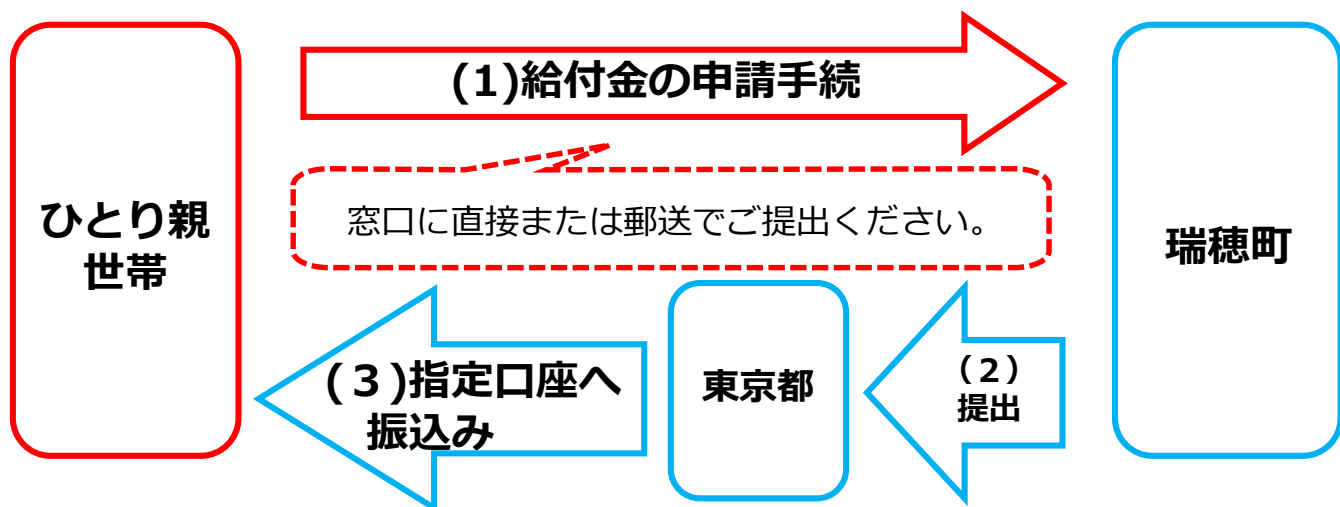 (1)給付金の申請手続
ひとり親
世帯
窓口に直接または郵送でご提出ください。
瑞穂町
(３)指定口座へ
振込み
東京都
(２)
提出